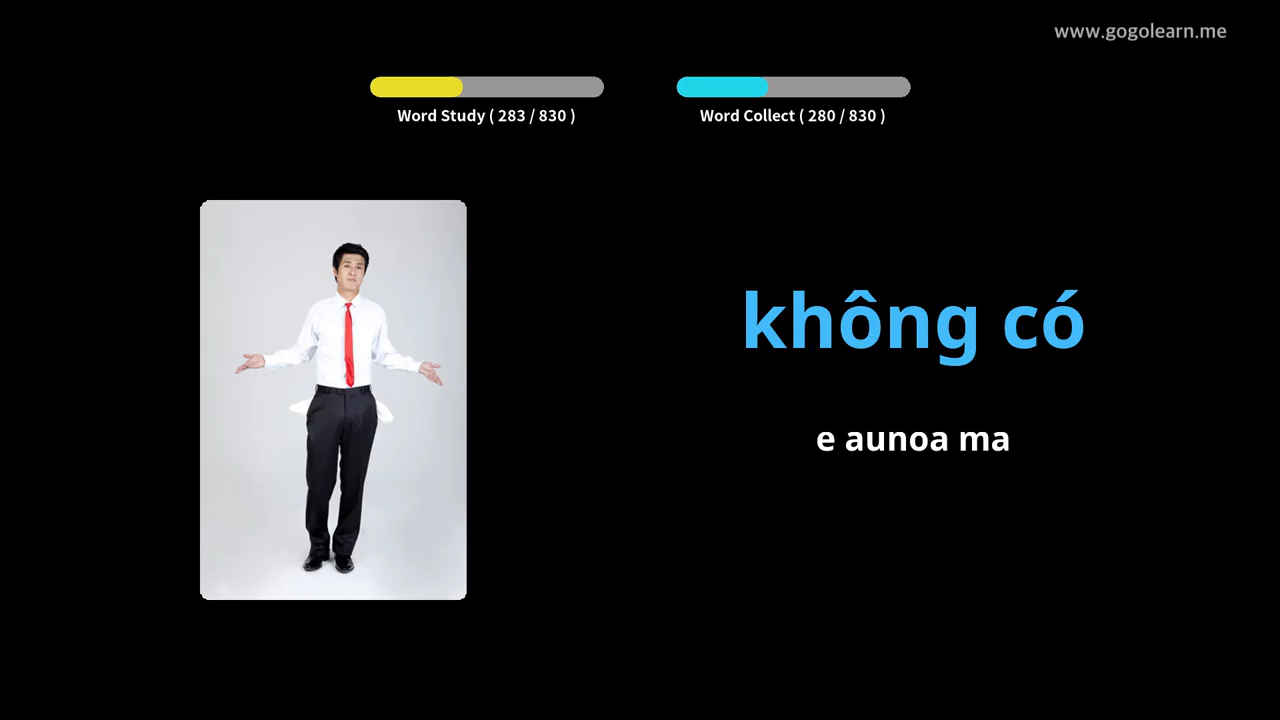 www.gogolearn.me
Word Study ( 283 / 830 )
Word Collect ( 280 / 830 )
không có
e aunoa ma